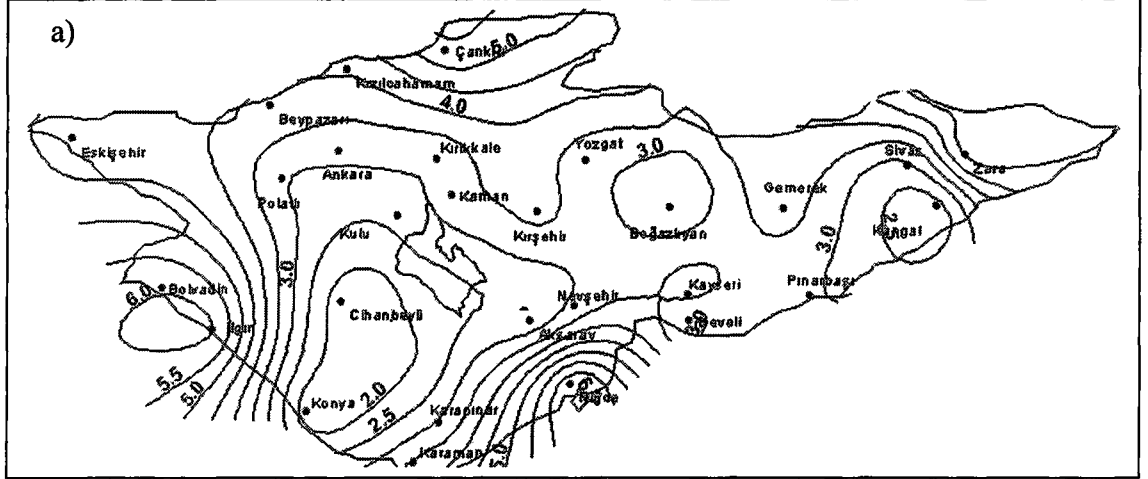 a)
Çankırı 5.0
Kızılcahamam
4.0
Beypazarı
Eskişehir
Kırıkkale
Yozgat
3.0
Sivas
Zara
Ankara
Polatlı
Kaman
Gemerek
Kulu
Kırşehir
Boğazlıyan
3.0
Kangal
3.0
Bolvadin
6.0
Nevşehir
Kayseri
Pınarbaşı
Ilgın
Cihanbeyli
Aksaray
Develi
5.5
5.0
Konya
2.0
2.5
Karapınar
Niğde
Karaman